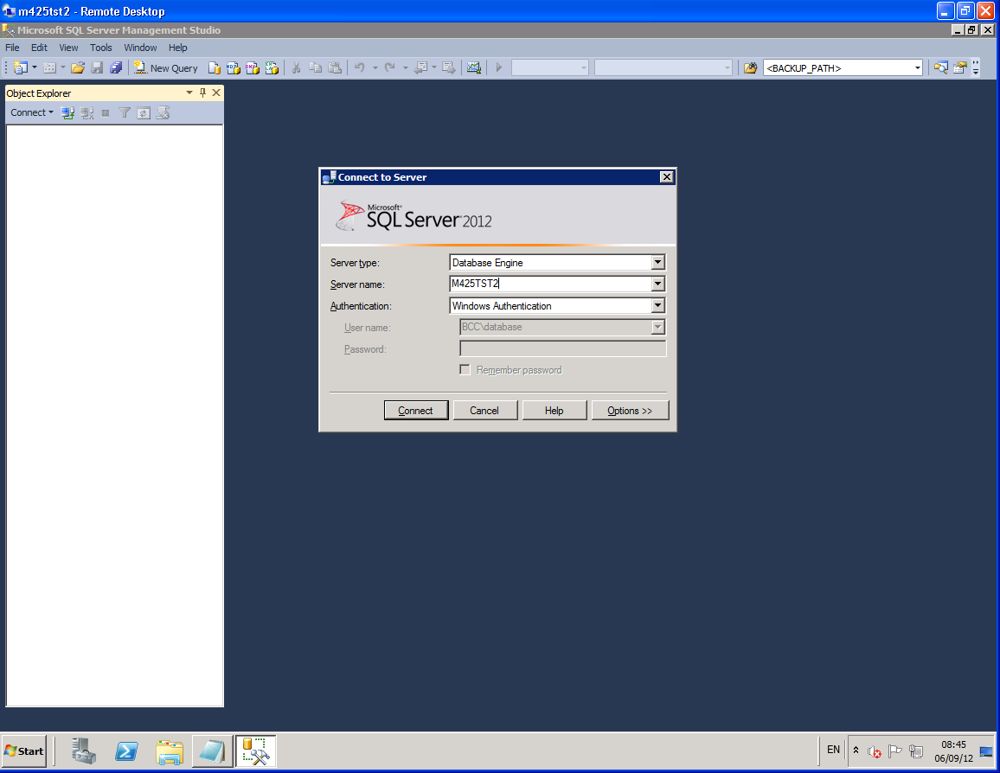 m425tst2 - Remote Desktop
Microsoft SQL Server Management Studio
File Edit View Tools Window Help
New Query <BACKUP_PATH>
Object Explorer
Connect
Connect to Server
Microsoft®
SQL Server® 2012
Server type: Database Engine
Server name: M425TST2
Authentication: Windows Authentication
User name: BCC\database
Password:
Remember password
Connect Cancel Help Options >>
Start EN 08:45
06/09/12